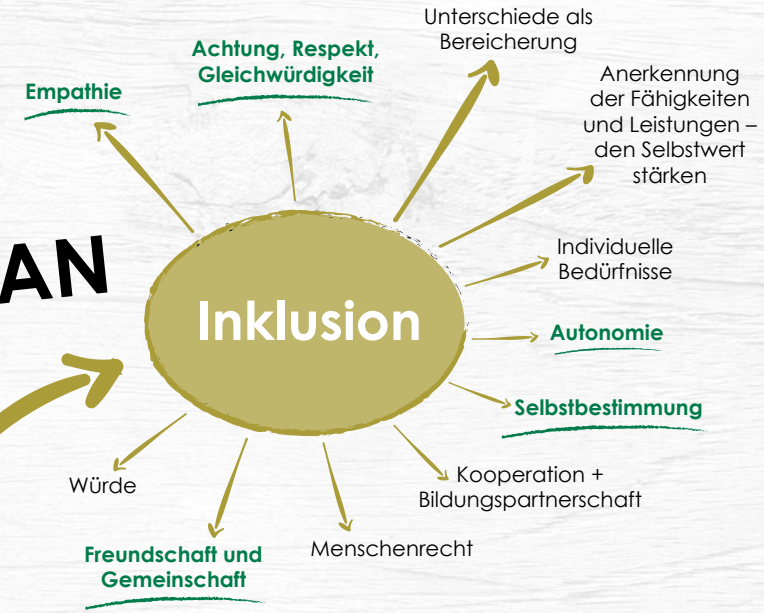 Unterschiede als
Bereicherung
Achtung, Respekt,
Gleichwürdigkeit
Empathie
Anerkennung
der Fähigkeiten
und Leistungen –
den Selbstwert
stärken
AN
Inklusion
Individuelle
Bedürfnisse
Autonomie
Selbstbestimmung
Kooperation +
Bildungspartnerschaft
Menschenrecht
Freundschaft und
Gemeinschaft
Würde